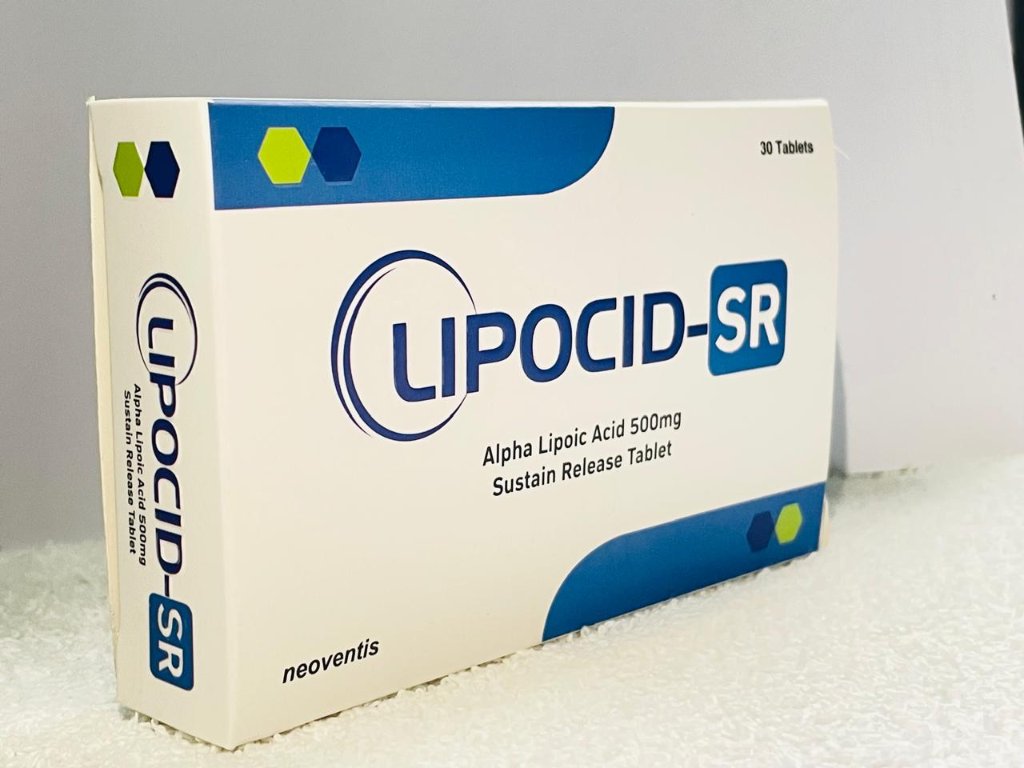 30 Tablets
LIPOCID-SR
Alpha Lipoic Acid 500mg
Sustain Release Tablet
neoventis
LIPOCID-SR
Alpha Lipoic Acid 500mg
Sustain Release Tablet